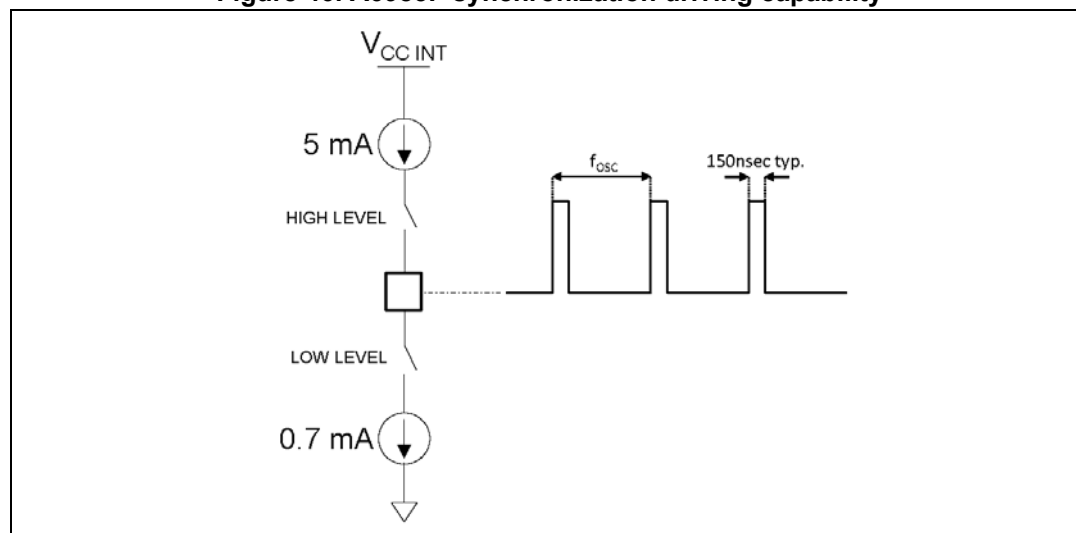 V_CC INT
5 mA
f_OSC
150nsec typ.
HIGH LEVEL
LOW LEVEL
0.7 mA